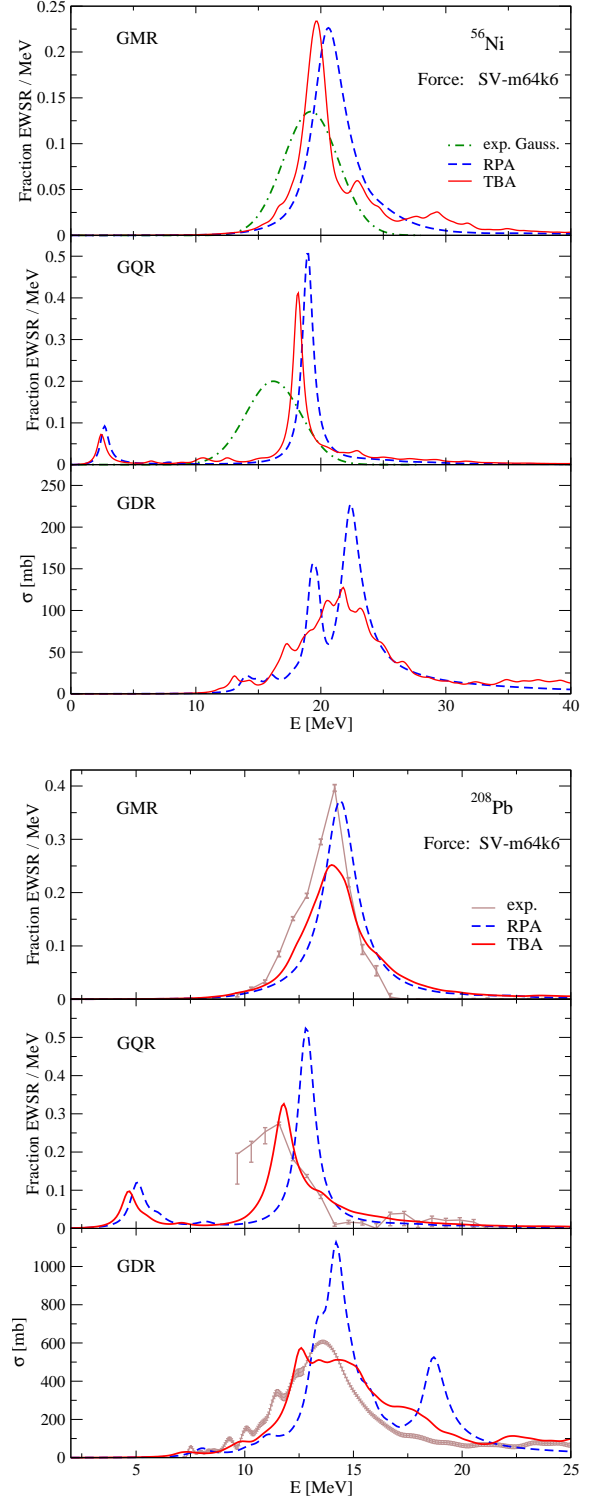 0.25
0.2
0.15
0.1
0.05
0
Fraction EWSR / MeV
GMR
56Ni
Force: SV-m64k6
exp. Gauss.
RPA
TBA
0.5
0.4
0.3
0.2
0.1
0
Fraction EWSR / MeV
GQR
250
200
150
100
50
0
σ [mb]
GDR
0 10 20 30 40
E [MeV]
0.4
0.3
0.2
0.1
0
Fraction EWSR / MeV
GMR
208Pb
Force: SV-m64k6
exp.
RPA
TBA
0.5
0.4
0.3
0.2
0.1
0
Fraction EWSR / MeV
GQR
1000
800
600
400
200
0
σ [mb]
GDR
5 10 15 20 25
E [MeV]